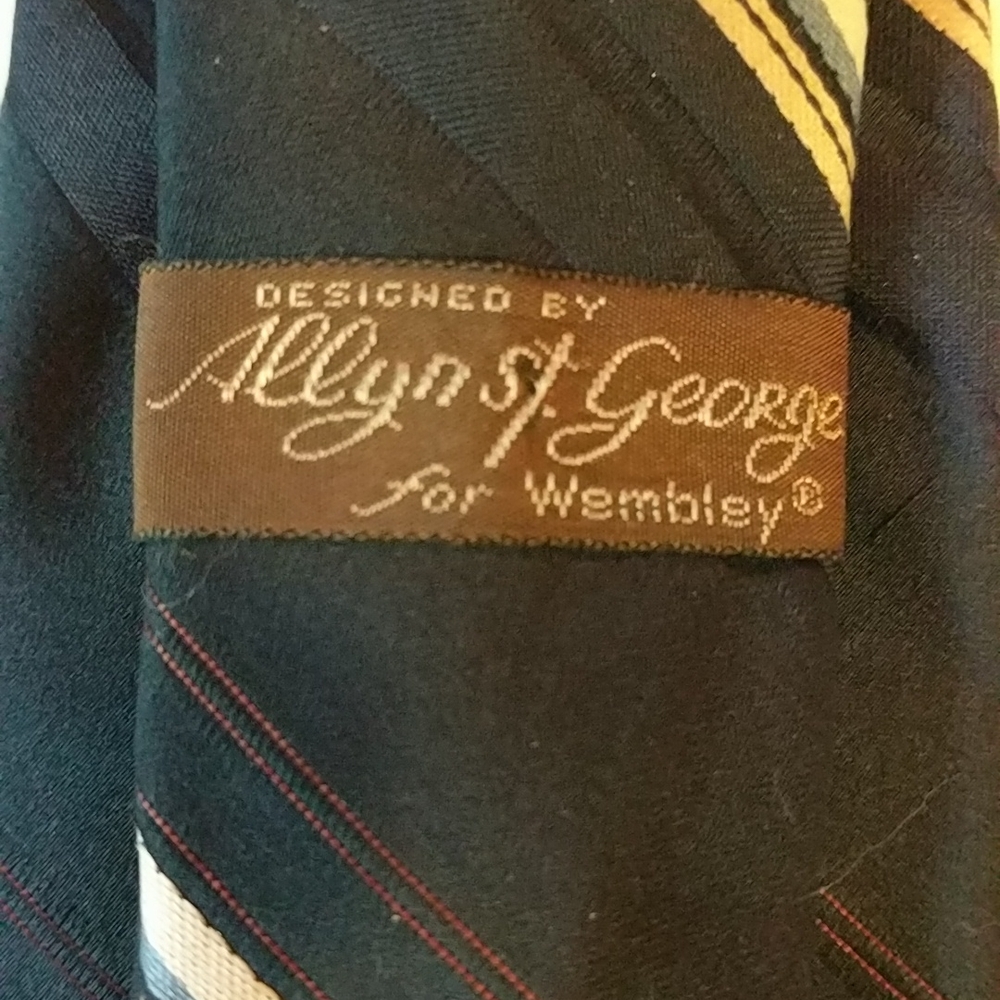 DESIGNED BY
Allyn St. George
for Wembley®